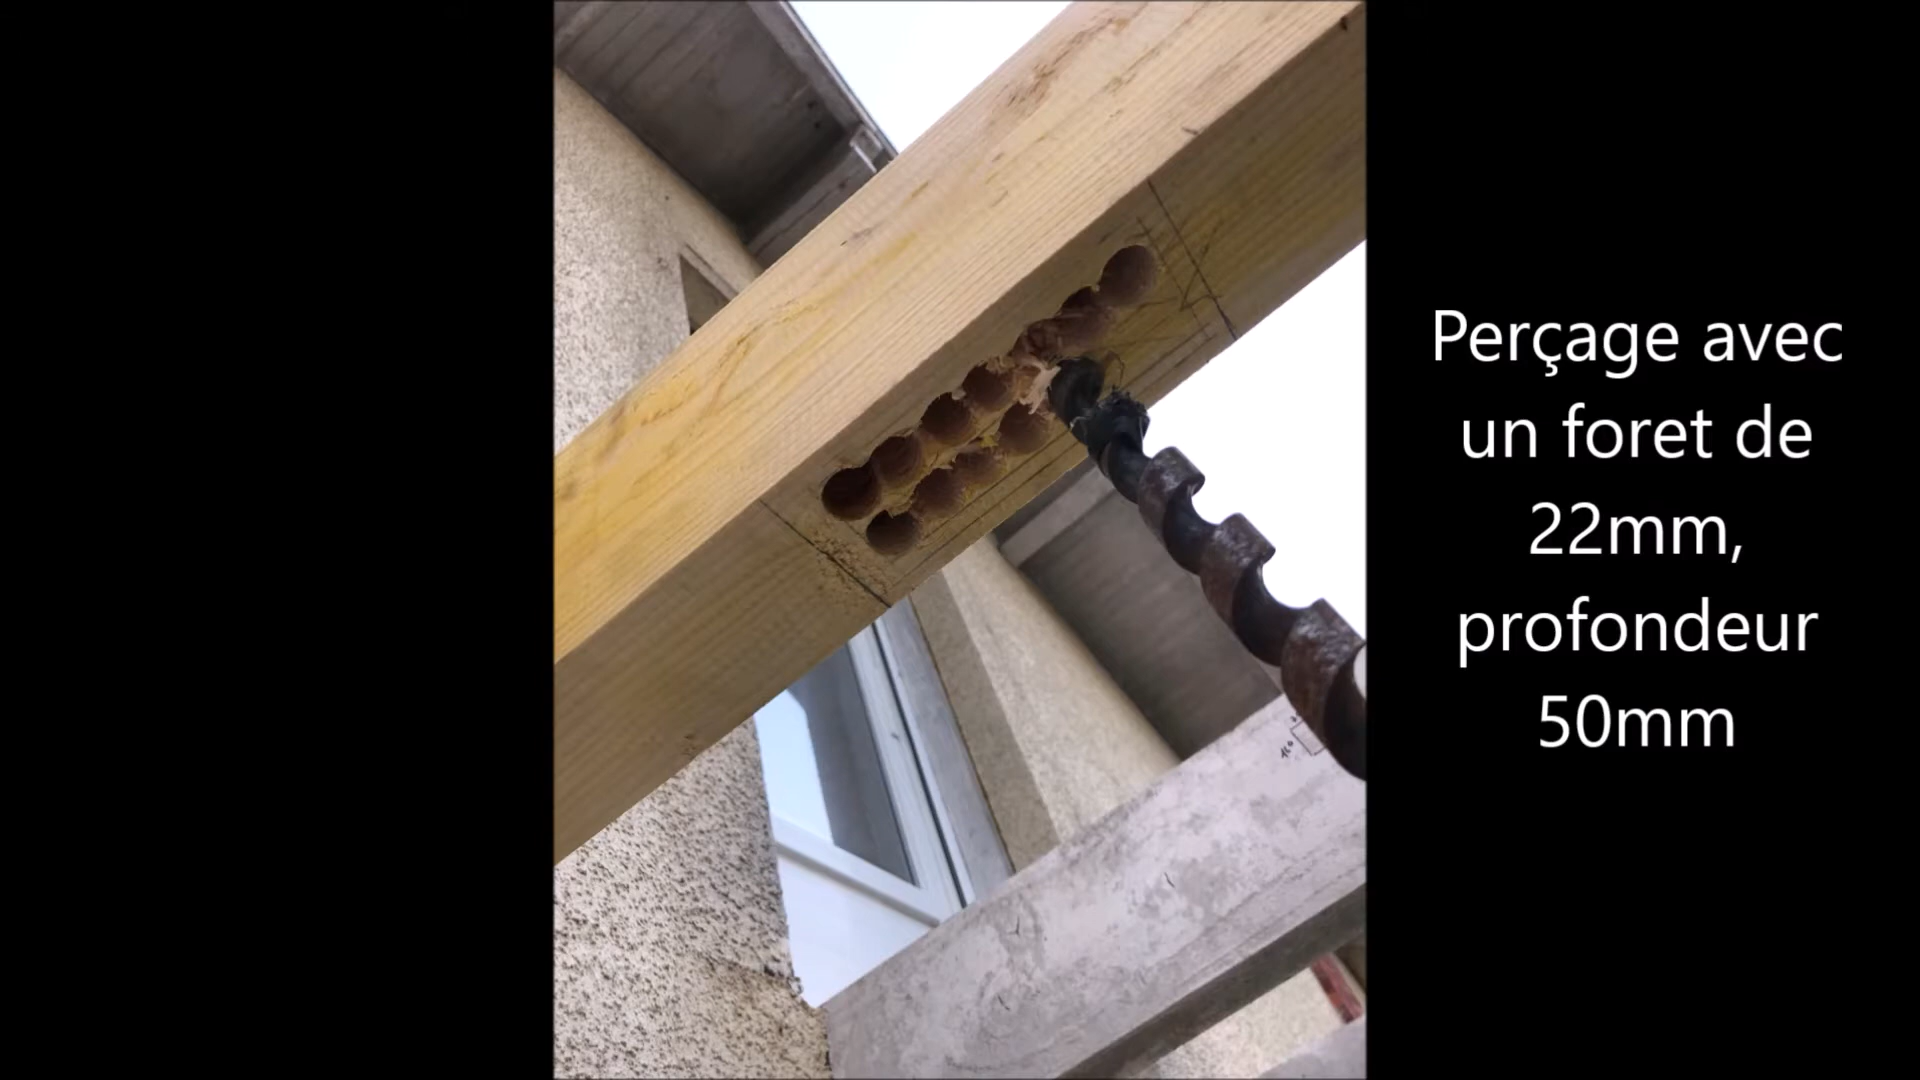 Perçage avec
un foret de
22mm,
profondeur
50mm